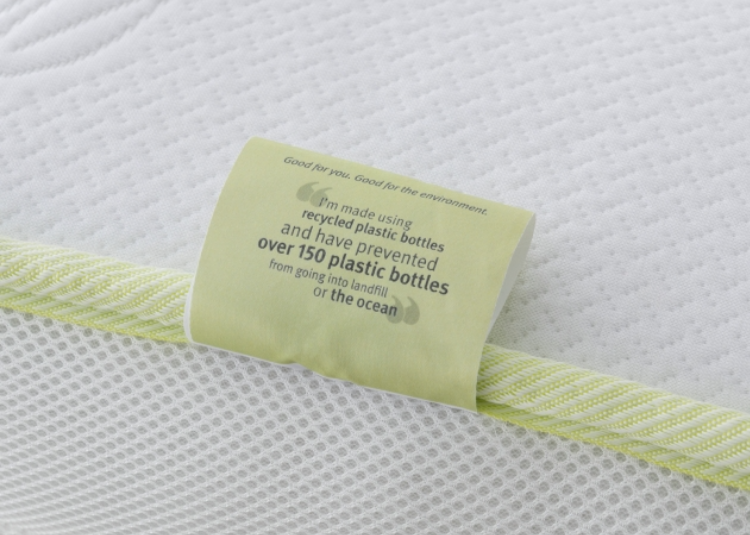 Good for you. Good for the environment.
“I'm made using
recycled plastic bottles
and have prevented
over 150 plastic bottles
from going into landfill
or the ocean”